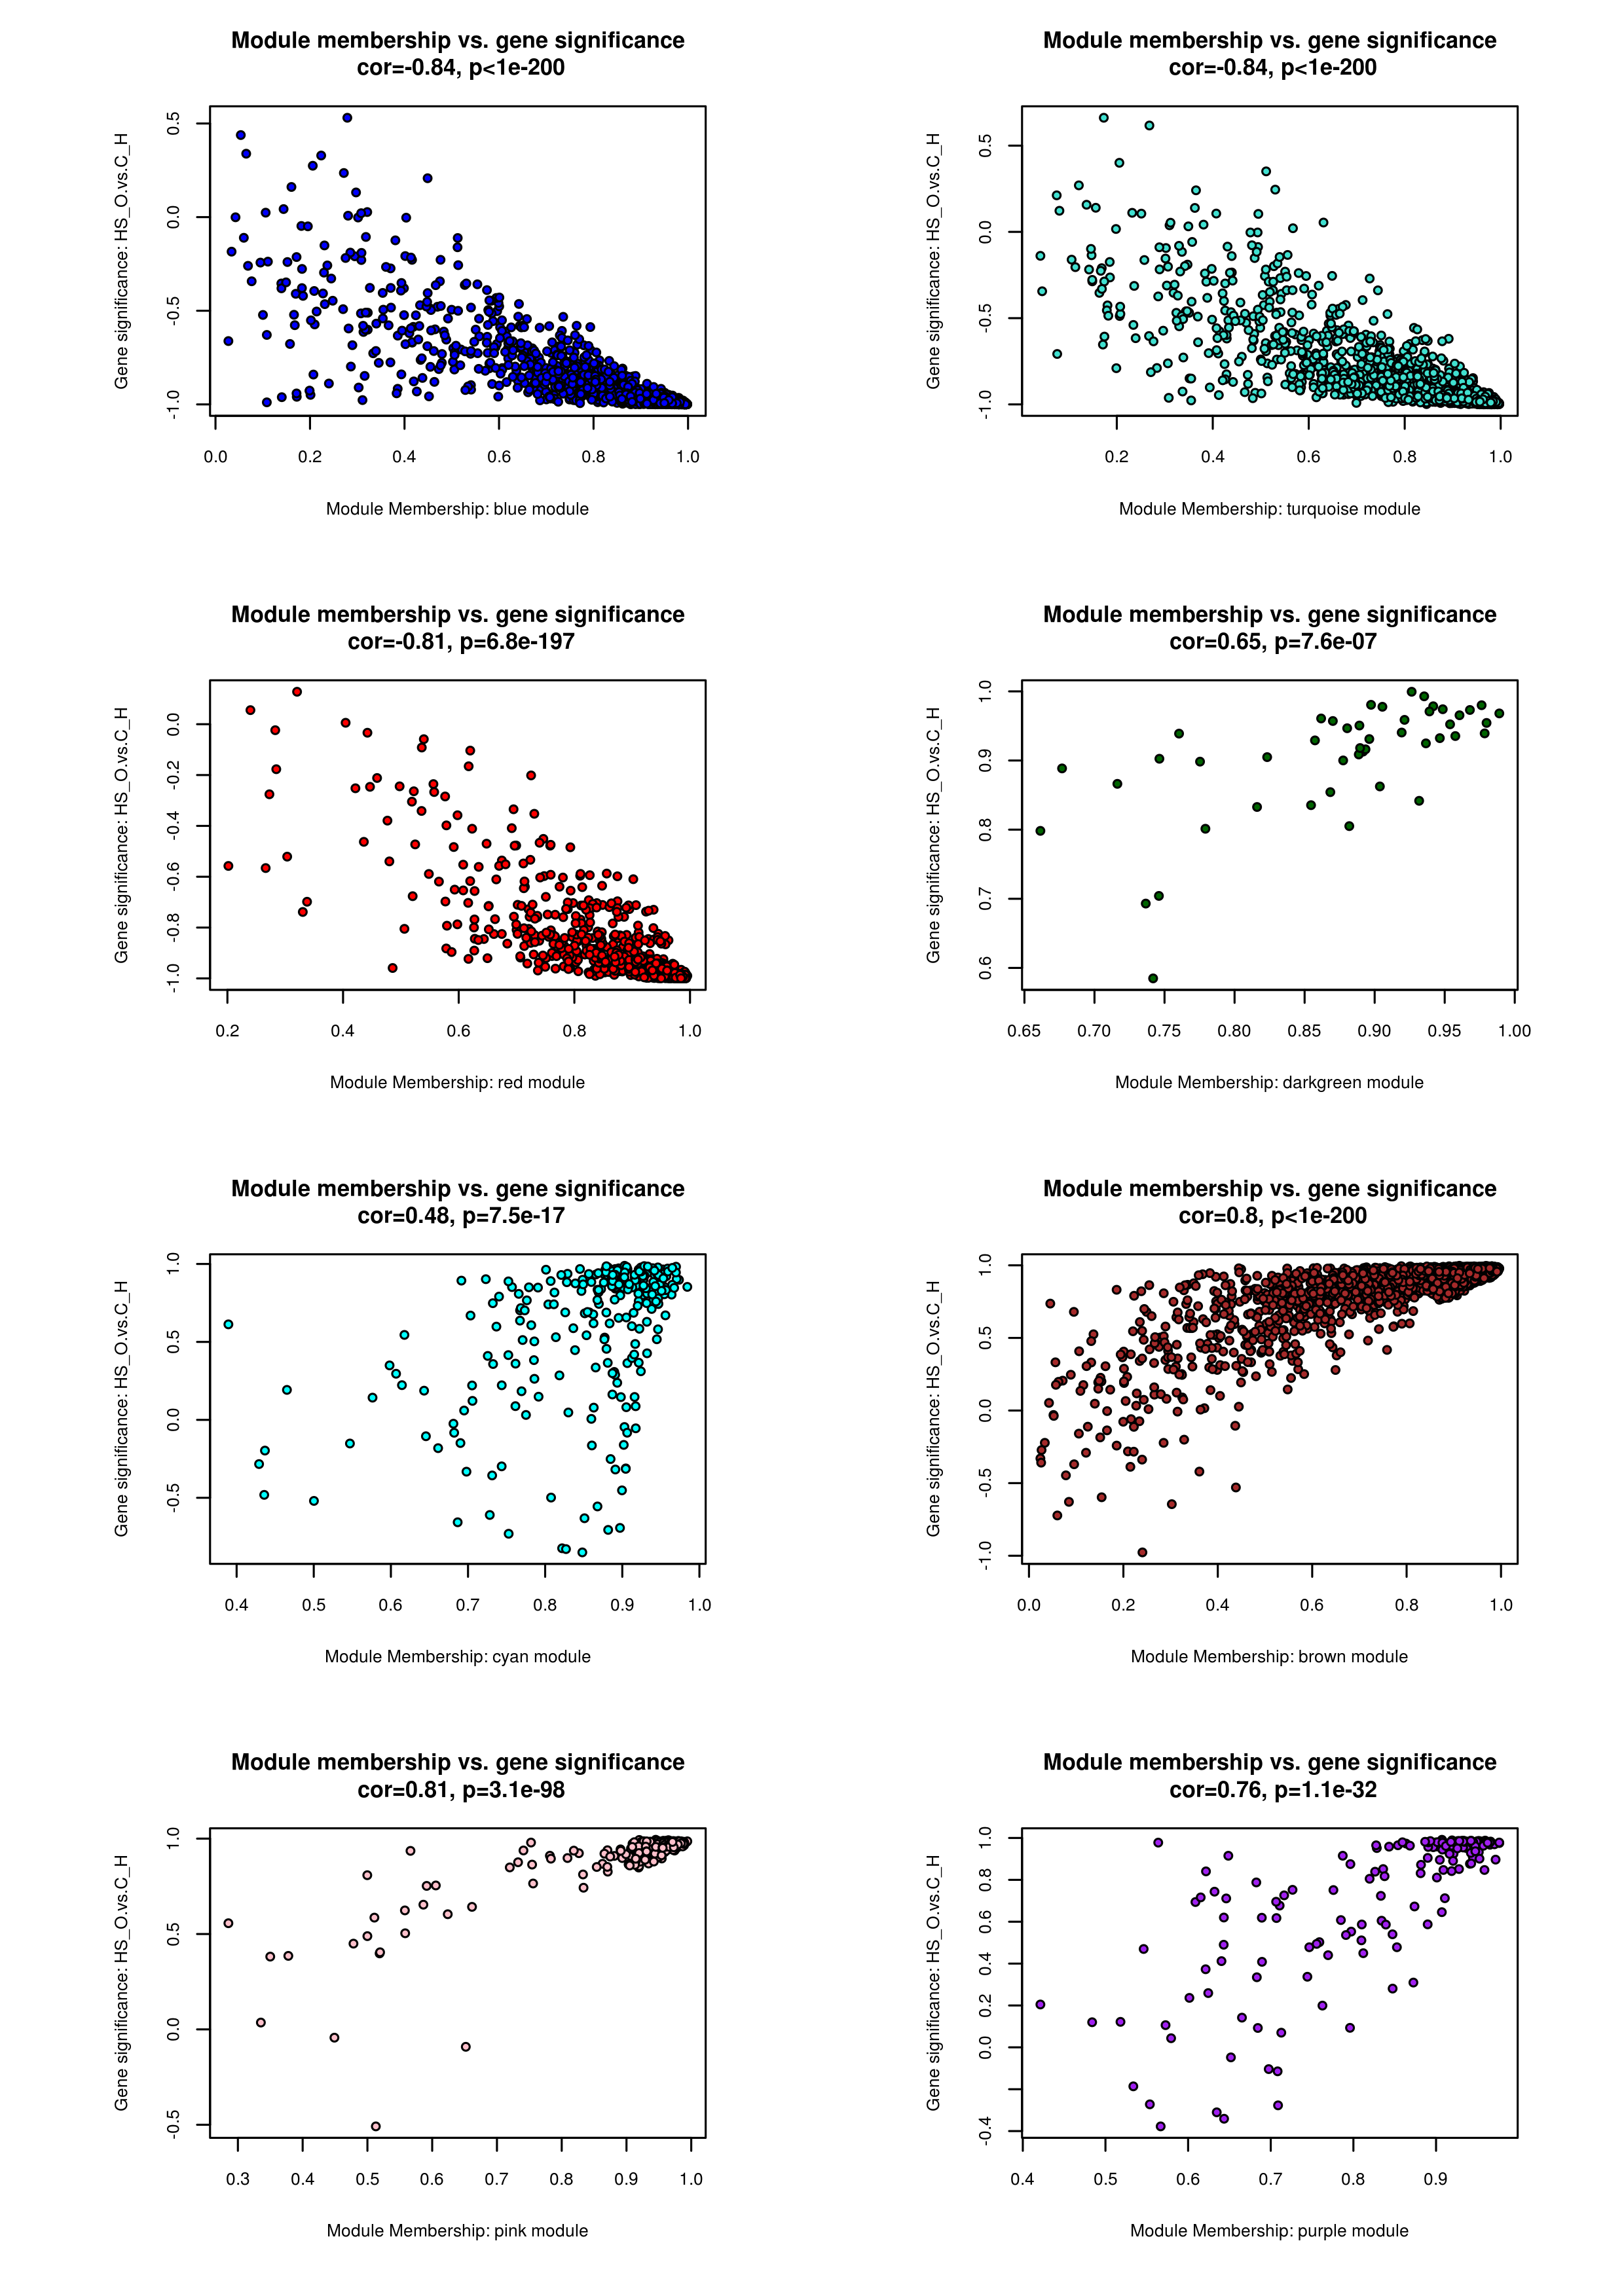 Module membership vs. gene significance
cor=-0.84, p<1e-200
Gene significance: HS_O.vs.C_H
0.5
0.0
-0.5
-1.0
0.0 0.2 0.4 0.6 0.8 1.0
Module Membership: blue module
Module membership vs. gene significance
cor=-0.84, p<1e-200
Gene significance: HS_O.vs.C_H
0.5
0.0
-0.5
-1.0
0.2 0.4 0.6 0.8 1.0
Module Membership: turquoise module
Module membership vs. gene significance
cor=-0.81, p=6.8e-197
Gene significance: HS_O.vs.C_H
0.0
-0.2
-0.4
-0.6
-0.8
-1.0
0.2 0.4 0.6 0.8 1.0
Module Membership: red module
Module membership vs. gene significance
cor=0.65, p=7.6e-07
Gene significance: HS_O.vs.C_H
1.0
0.9
0.8
0.7
0.6
0.65 0.70 0.75 0.80 0.85 0.90 0.95 1.00
Module Membership: darkgreen module
Module membership vs. gene significance
cor=0.48, p=7.5e-17
Gene significance: HS_O.vs.C_H
1.0
0.5
0.0
-0.5
0.4 0.5 0.6 0.7 0.8 0.9 1.0
Module Membership: cyan module
Module membership vs. gene significance
cor=0.8, p<1e-200
Gene significance: HS_O.vs.C_H
1.0
0.5
0.0
-0.5
-1.0
0.0 0.2 0.4 0.6 0.8 1.0
Module Membership: brown module
Module membership vs. gene significance
cor=0.81, p=3.1e-98
Gene significance: HS_O.vs.C_H
1.0
0.5
0.0
-0.5
0.3 0.4 0.5 0.6 0.7 0.8 0.9 1.0
Module Membership: pink module
Module membership vs. gene significance
cor=0.76, p=1.1e-32
Gene significance: HS_O.vs.C_H
1.0
0.8
0.6
0.4
0.2
0.0
-0.4
0.4 0.5 0.6 0.7 0.8 0.9
Module Membership: purple module